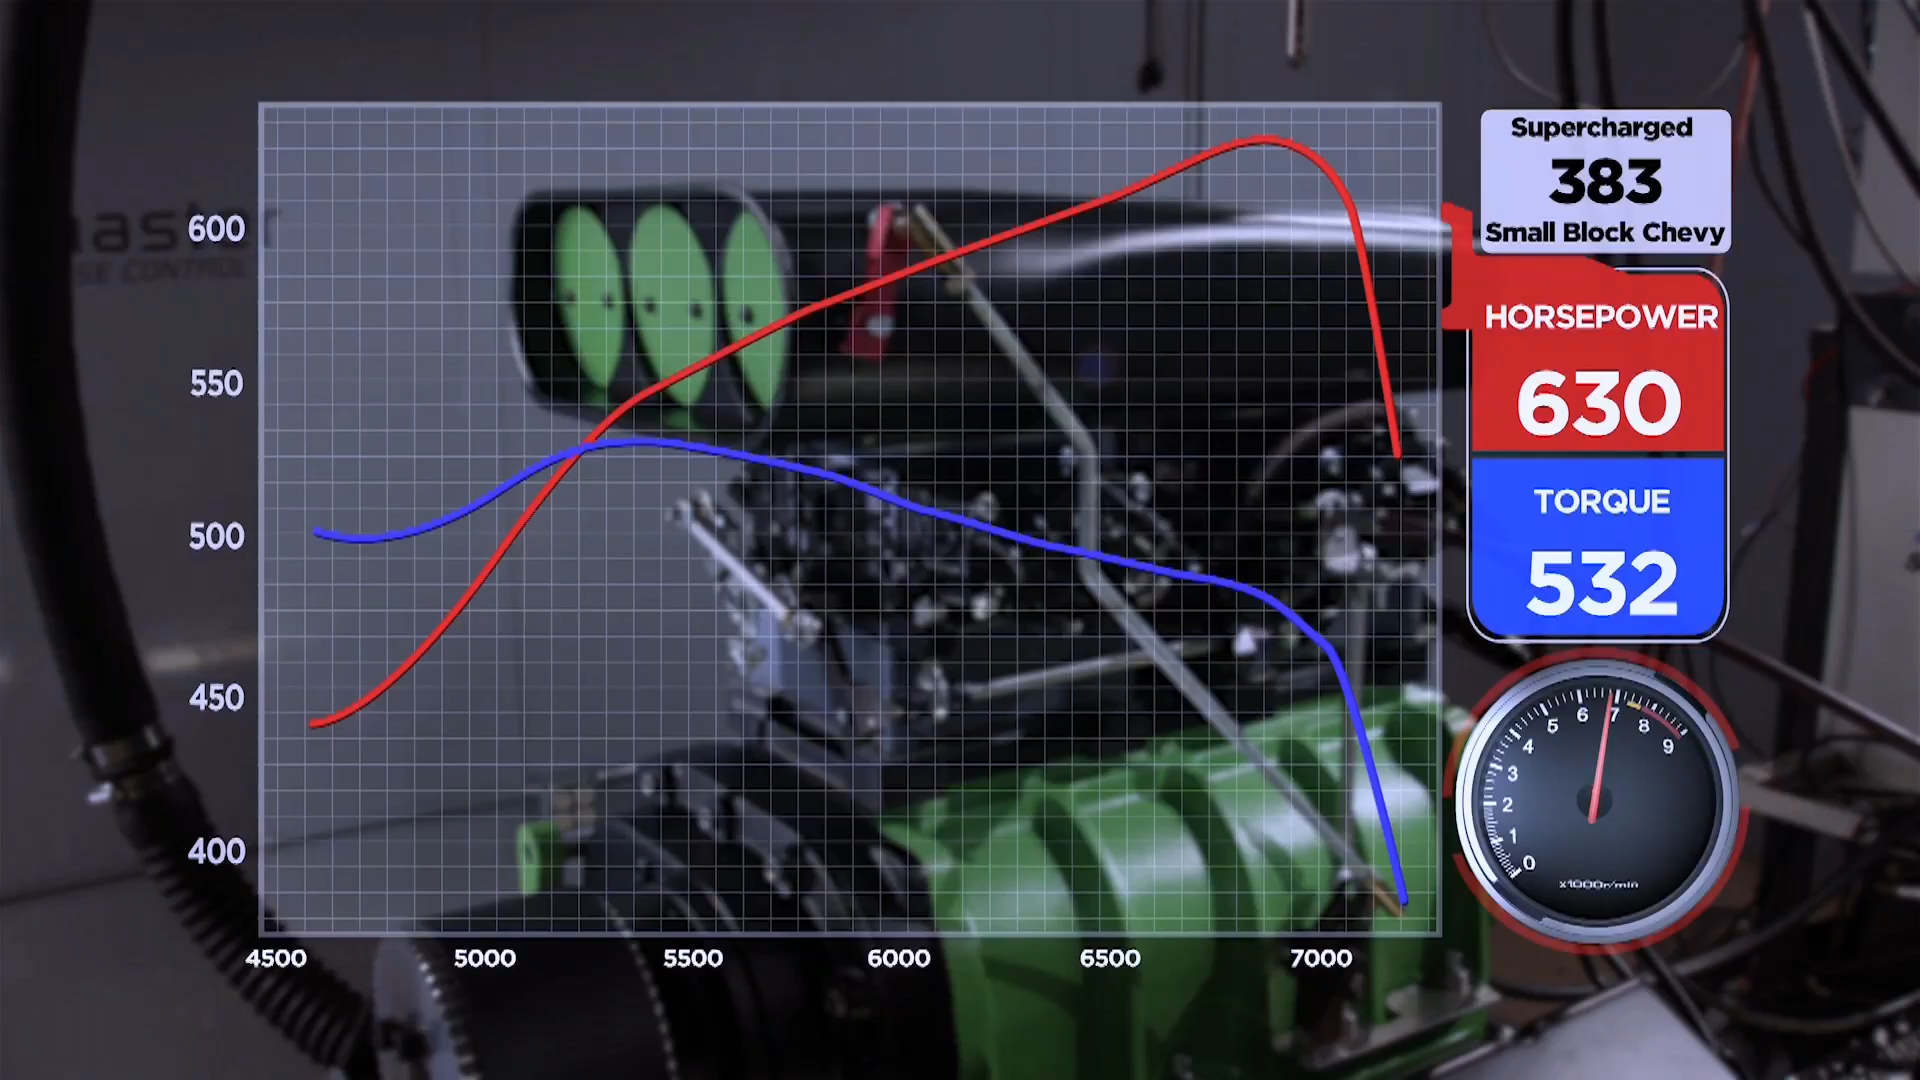 Supercharged
383
Small Block Chevy
HORSEPOWER
630
TORQUE
532
600
550
500
450
400
4500 5000 5500 6000 6500 7000
0 1 2 3 4 5 6 7 8 9
x1000r/min